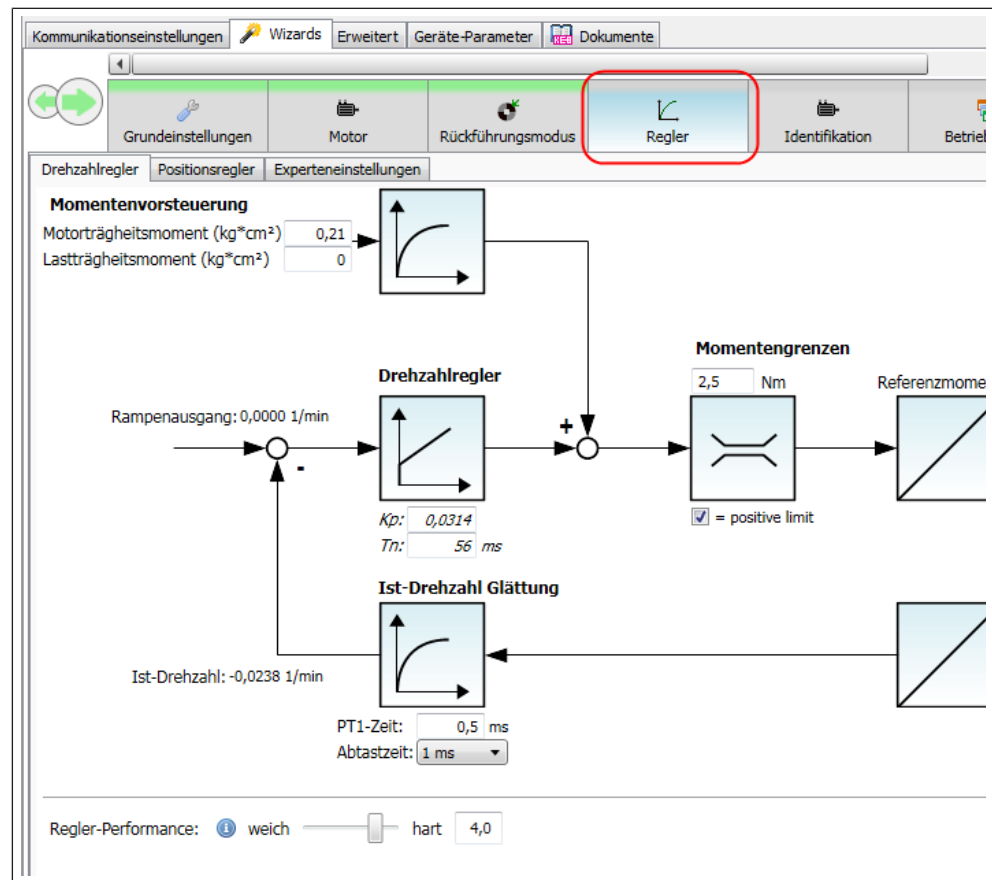 Kommunikationseinstellungen Wizards Erweitert Geräte-Parameter KEB Dokumente
Grundeinstellungen Motor Rückführungsmodus Regler Identifikation
Drehzahlregler Positionsregler Experteneinstellungen
Momentenvorsteuerung
Motorträgheitsmoment (kg*cm²) 0,21
Lastträgheitsmoment (kg*cm²) 0
Momentengrenzen
Drehzahlregler 2,5 Nm
Rampenausgang: 0,0000 1/min
+
-
Kp: 0,0314 = positive limit
Tn: 56 ms
Ist-Drehzahl Glättung
Ist-Drehzahl: -0,0238 1/min
PT1-Zeit: 0,5 ms
Abtastzeit: 1 ms
Regler-Performance: i weich hart 4,0